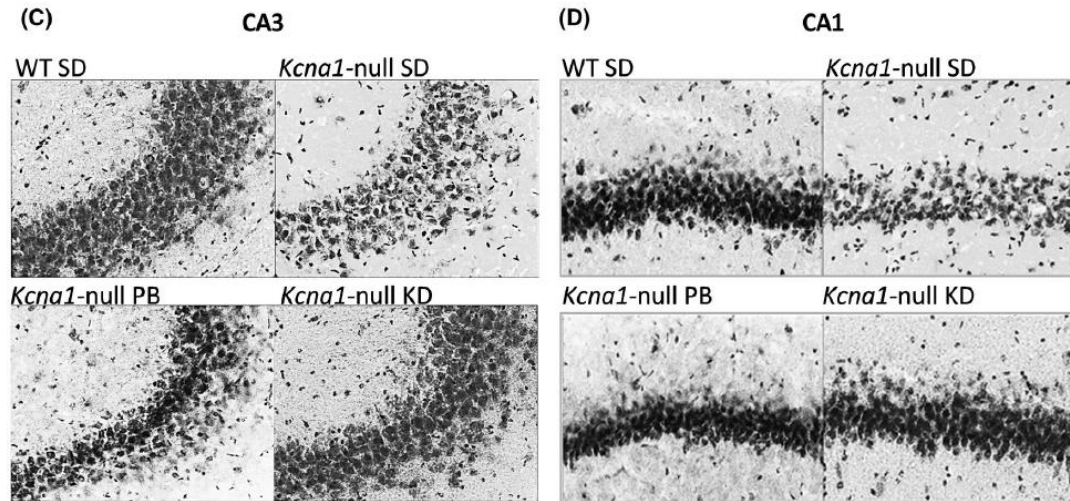 (C) CA3
WT SD Kcna1-null SD
Kcna1-null PB Kcna1-null KD
(D) CA1
WT SD Kcna1-null SD
Kcna1-null PB Kcna1-null KD